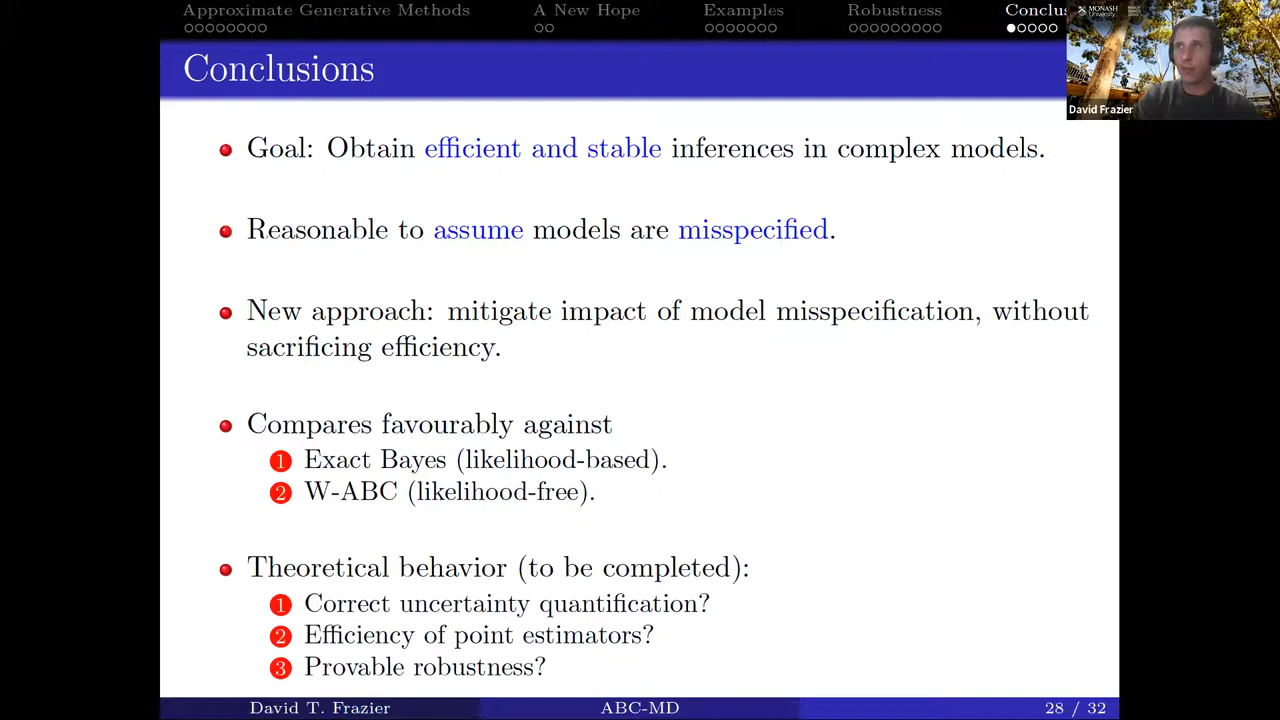 Approximate Generative Methods A New Hope Examples Robustness Conclus
Conclusions
MONASH University
David Frazier
Goal: Obtain efficient and stable inferences in complex models.
Reasonable to assume models are misspecified.
New approach: mitigate impact of model misspecification, without
sacrificing efficiency.
Compares favourably against
1 Exact Bayes (likelihood-based).
2 W-ABC (likelihood-free).
Theoretical behavior (to be completed):
1 Correct uncertainty quantification?
2 Efficiency of point estimators?
3 Provable robustness?
David T. Frazier ABC-MD 28 / 32